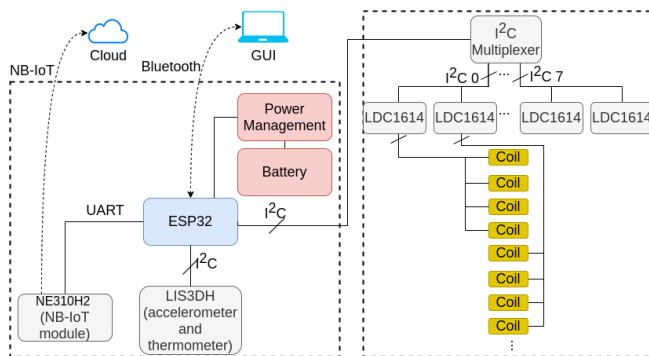 Cloud
GUI
NB-IoT
Bluetooth
I²C
Multiplexer
I²C 0
...
I²C 7
Power
Management
Battery
LDC1614
LDC1614
...
LDC1614
LDC1614
UART
ESP32
I²C
I²C
NE310H2
(NB-IoT
module)
LIS3DH
(accelerometer
and
thermometer)
Coil
Coil
Coil
Coil
Coil
Coil
Coil
Coil
...